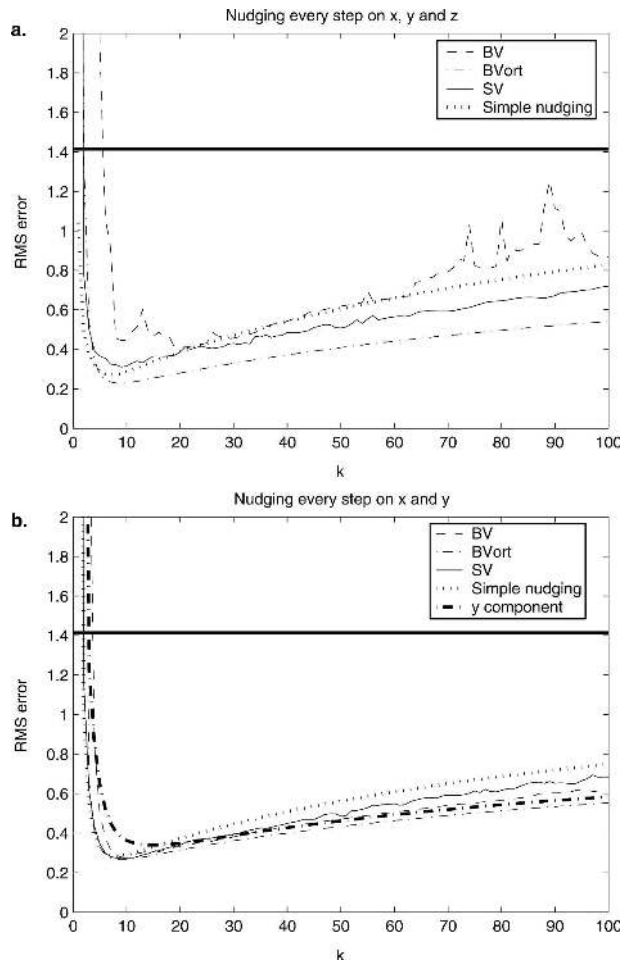 a.
Nudging every step on x, y and z
BV
BVort
SV
Simple nudging
RMS error
2
1.8
1.6
1.4
1.2
1
0.8
0.6
0.4
0.2
0
0 10 20 30 40 50 60 70 80 90 100
k
b.
Nudging every step on x and y
BV
BVort
SV
Simple nudging
y component
RMS error
2
1.8
1.6
1.4
1.2
1
0.8
0.6
0.4
0.2
0
0 10 20 30 40 50 60 70 80 90 100
k